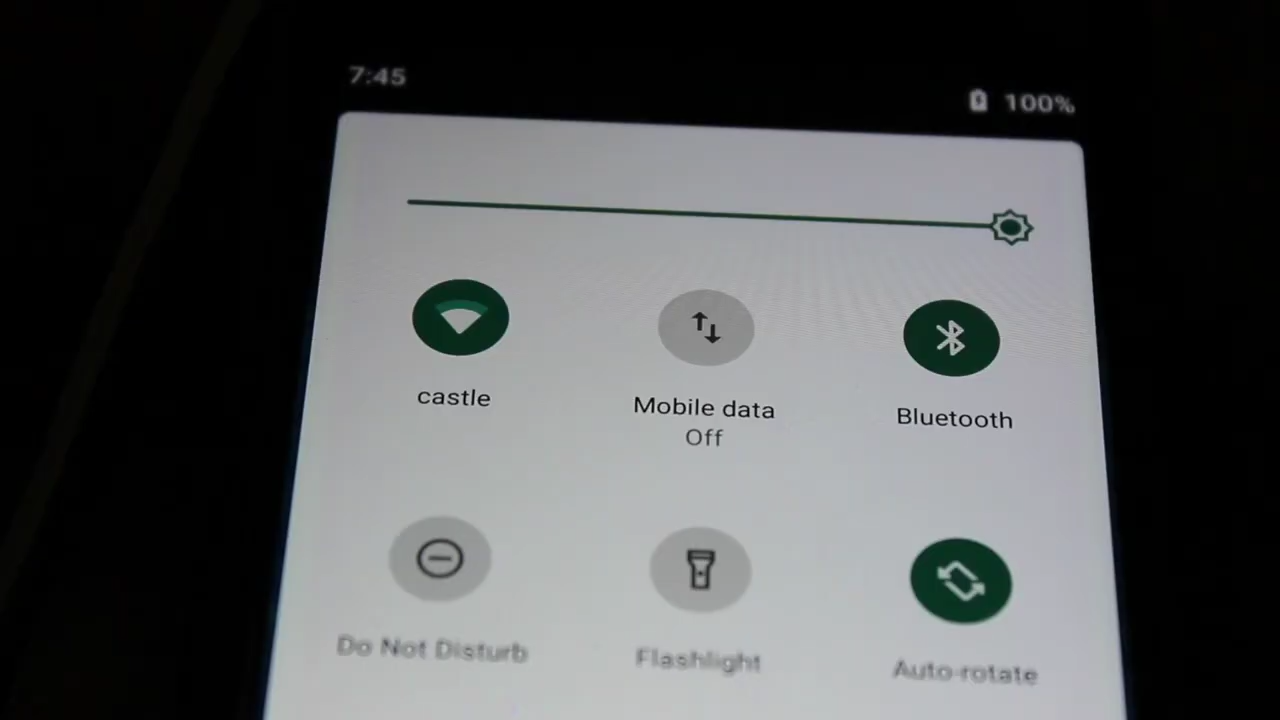 7:45
100%
castle
Mobile data
Off
Bluetooth
Do Not Disturb
Flashlight
Auto-rotate